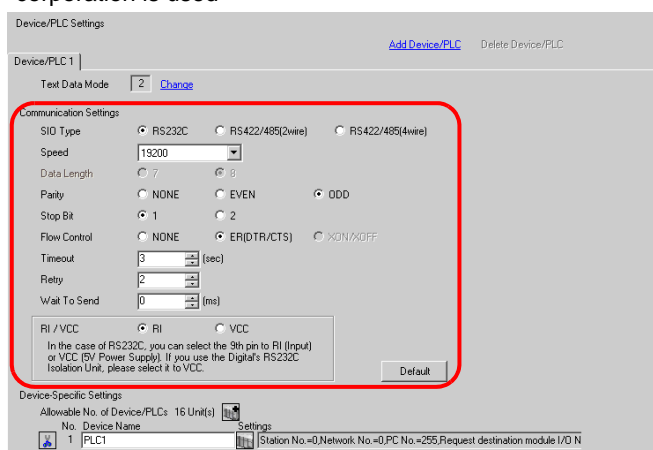 corporation is used
Device/PLC Settings
Add Device/PLC Delete Device/PLC
Device/PLC 1
Text Data Mode 2 Change
Communication Settings
SIO Type RS232C RS422/485(2wire) RS422/485(4wire)
Speed 19200
Data Length 7 8
Parity NONE EVEN ODD
Stop Bit 1 2
Flow Control NONE ER(DTR/CTS) XON/XOFF
Timeout 3 (sec)
Retry 2
Wait To Send 0 (ms)
RI / VCC RI VCC
In the case of RS232C, you can select the 9th pin to RI (Input)
or VCC (5V Power Supply). If you use the Digital's RS232C
Isolation Unit, please select it to VCC.
Default
Device-Specific Settings
Allowable No. of Device/PLCs 16 Unit(s)
No. Device Name Settings
1 PLC1 Station No.=0,Network No.=0,PC No.=255,Request destination module I/O N